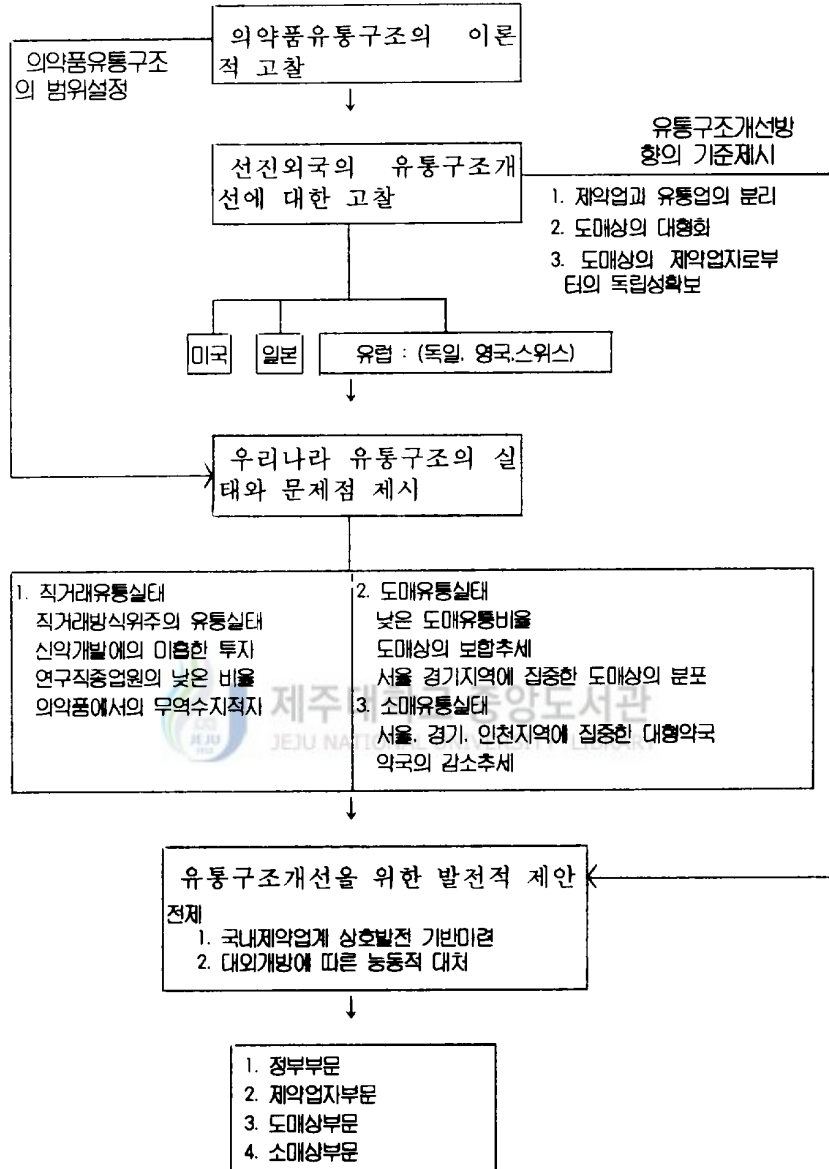 의약품유통구조의 이론
적 고찰
의약품유통구조
의 범위설정
↓
유통구조개선방
향의 기준제시
선진외국의 유통구조개
선에 대한 고찰
1. 제약업과 유통업의 분리
2. 도매상의 대형화
3. 도매상의 제약업자로부
터의 독립성확보
미국
일본
유럽 : (독일, 영국,스위스)
↓
우리나라 유통구조의 실
태와 문제점 제시
1. 직거래유통실태
직거래방식위주의 유통실태
신약개발에의 미흡한 투자
연구직종업원의 낮은 비율
의약품에서의 무역수지적자
2. 도매유통실태
낮은 도매유통비율
도매상의 보합추세
서울 경기지역에 집중한 도매상의 분포
3. 소매유통실태
서울, 경기, 인천지역에 집중한 대형약국
약국의 감소추세
제주대학교 중앙도서관
JEJU NATIONAL UNIVERSITY LIBRARY
JEJU
↓
유통구조개선을 위한 발전적 제안
전제
1. 국내제약업계 상호발전 기반마련
2. 대외개방에 따른 능동적 대처
↓
1. 정부부문
2. 제약업자부문
3. 도매상부문
4. 소매상부문